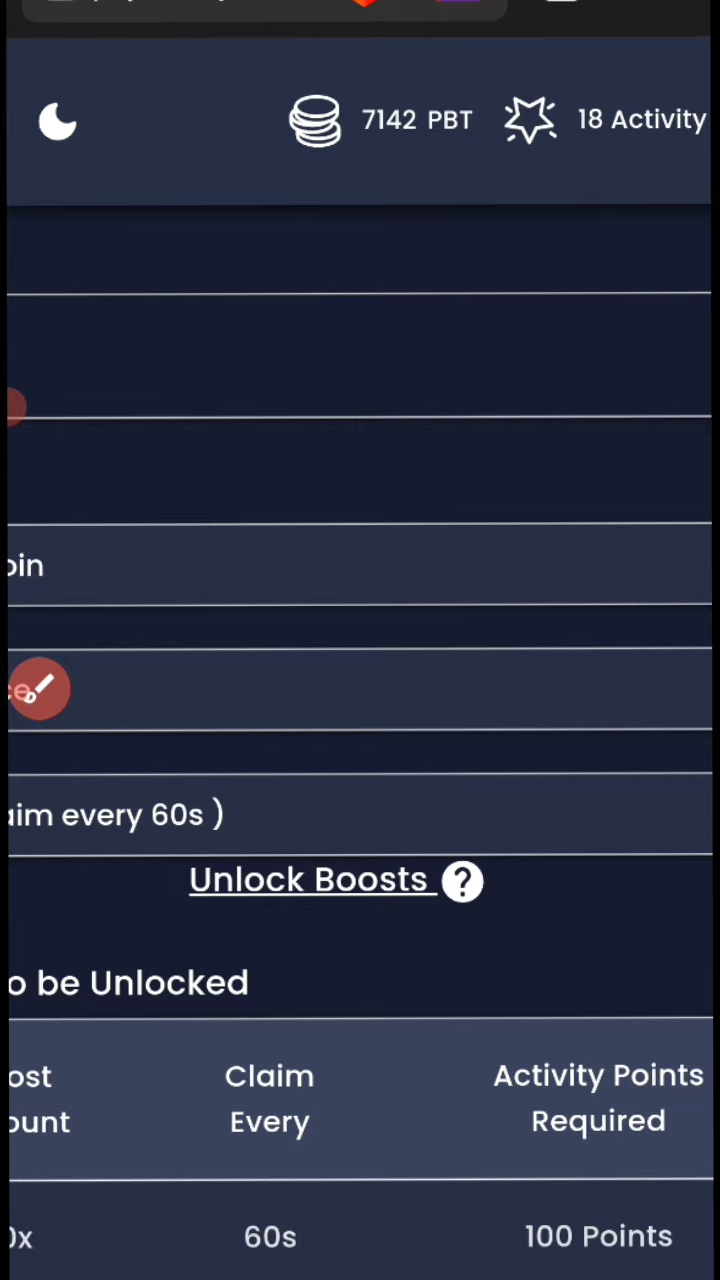 7142 PBT 18 Activity
oin
ce
aim every 60s )
Unlock Boosts ?
o be Unlocked
ost Claim Activity Points
ount Every Required
0x 60s 100 Points